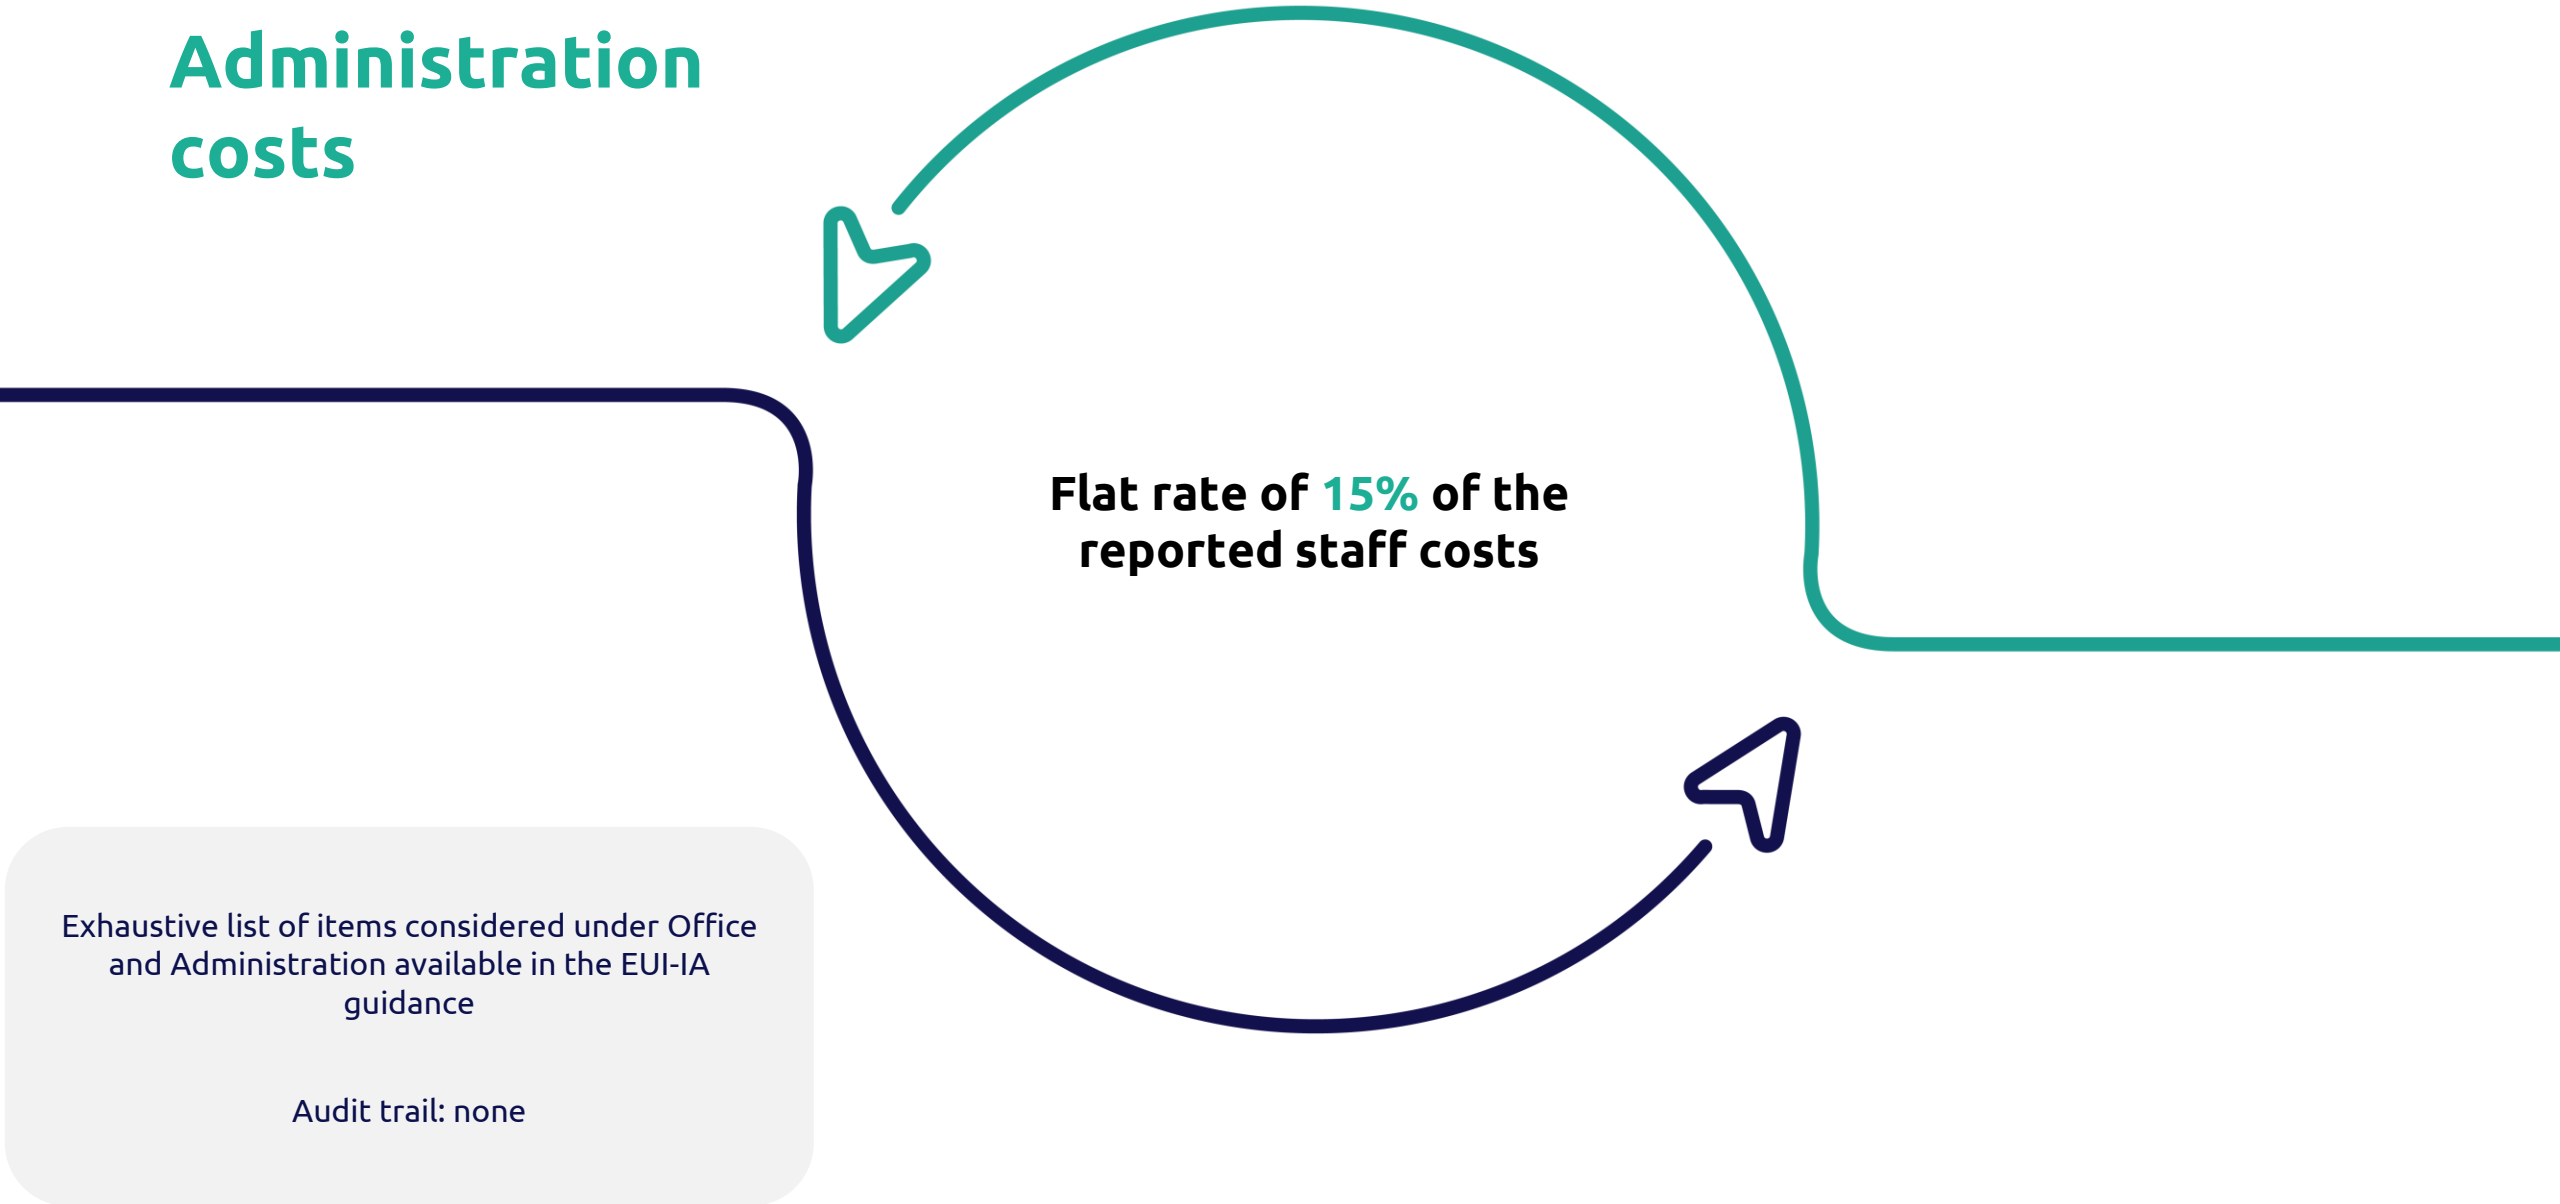 Administration
costs
Flat rate of 15% of the
reported staff costs
Exhaustive list of items considered under Office
and Administration available in the EUI-IA
guidance
Audit trail: none